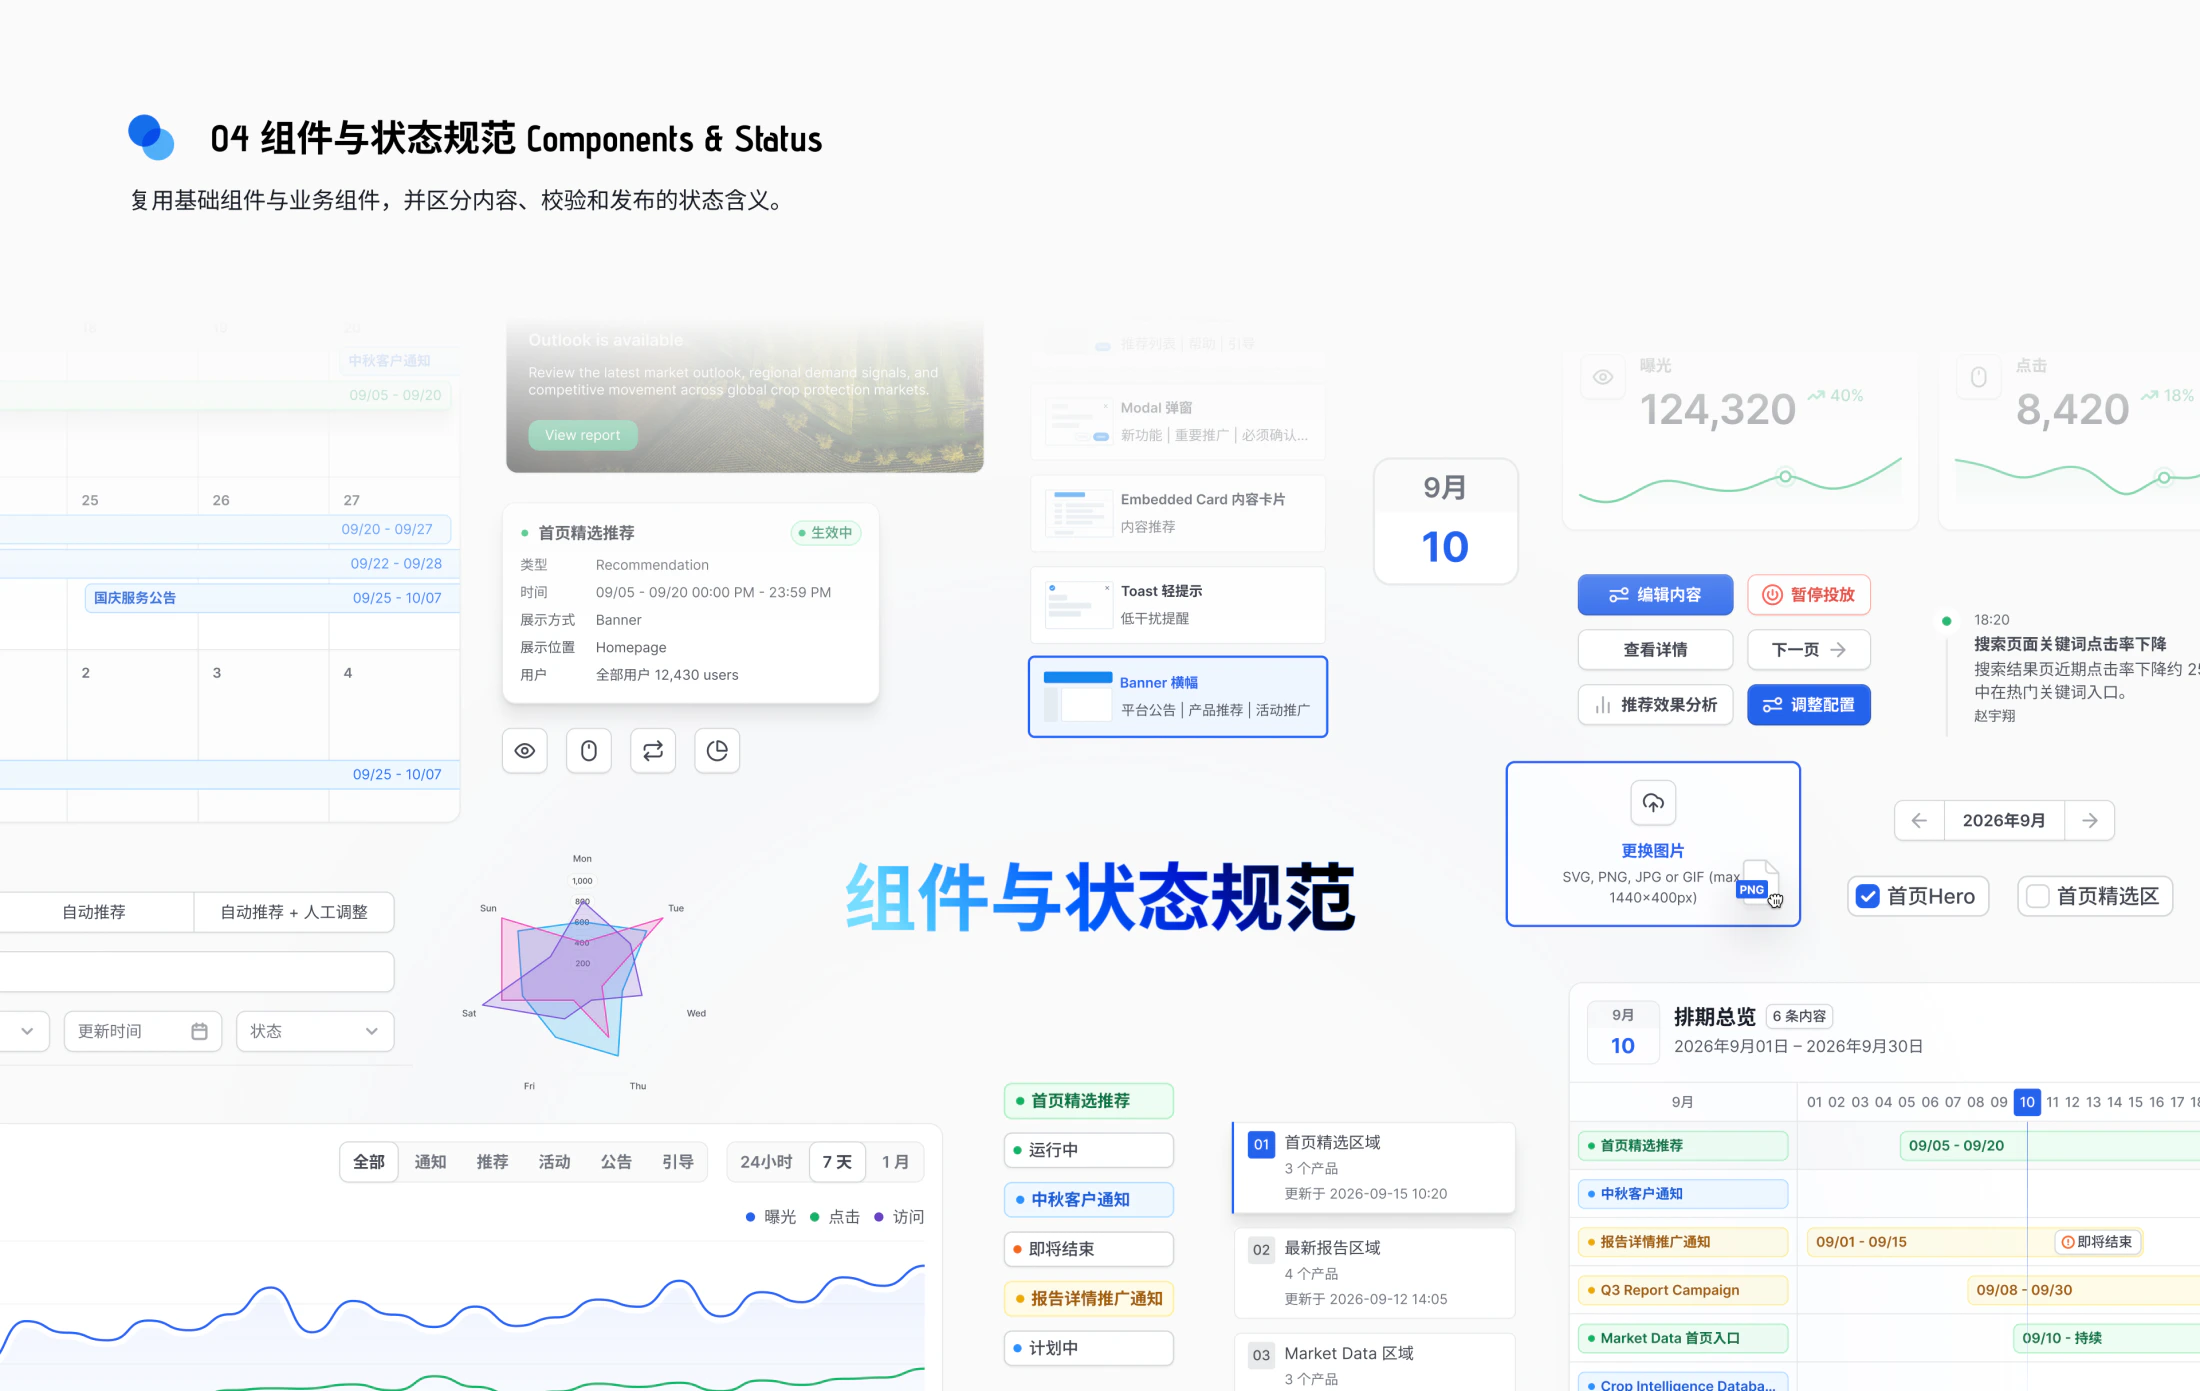 04 组件与状态规范 Components & Status
复用基础组件与业务组件，并区分内容、校验和发布的状态含义。
18 19 20
中秋客户通知
09/05 - 09/20
25 26 27
09/20 - 09/27
09/22 - 09/28
国庆服务公告 09/25 - 10/07
2 3 4
09/25 - 10/07
Outlook is available
Review the latest market outlook, regional demand signals, and
competitive movement across global crop protection markets.
View report
首页精选推荐 生效中
类型 Recommendation
时间 09/05 - 09/20 00:00 PM - 23:59 PM
展示方式 Banner
展示位置 Homepage
用户 全部用户 12,430 users
推荐列表 | 帮助 | 引导
Modal 弹窗
新功能 | 重要推广 | 必须确认...
Embedded Card 内容卡片
内容推荐
Toast 轻提示
低干扰提醒
Banner 横幅
平台公告 | 产品推荐 | 活动推广
9月
10
曝光
124,320 40%
点击
8,420 18%
编辑内容 暂停投放
查看详情 下一页
推荐效果分析 调整配置
18:20
搜索页面关键词点击率下降
搜索结果页近期点击率下降约 25
中在热门关键词入口。
赵宇翔
更换图片
SVG, PNG, JPG or GIF (max
1440×400px)
PNG
2026年9月
首页Hero 首页精选区
组件与状态规范
自动推荐 自动推荐 + 人工调整
更新时间 状态
Mon
Tue
Wed
Thu
Fri
Sat
Sun
1,000
800
600
400
200
全部 通知 推荐 活动 公告 引导 24小时 7 天 1 月
曝光 点击 访问
首页精选推荐
运行中
中秋客户通知
即将结束
报告详情推广通知
计划中
01 首页精选区域
3 个产品
更新于 2026-09-15 10:20
02 最新报告区域
4 个产品
更新于 2026-09-12 14:05
03 Market Data 区域
3 个产品
9月
10
排期总览 6 条内容
2026年9月01日 – 2026年9月30日
9月 01 02 03 04 05 06 07 08 09 10 11 12 13 14 15 16 17 18
首页精选推荐 09/05 - 09/20
中秋客户通知
报告详情推广通知 09/01 - 09/15 即将结束
Q3 Report Campaign 09/08 - 09/30
Market Data 首页入口 09/10 - 持续
Crop Intelligence Databa...